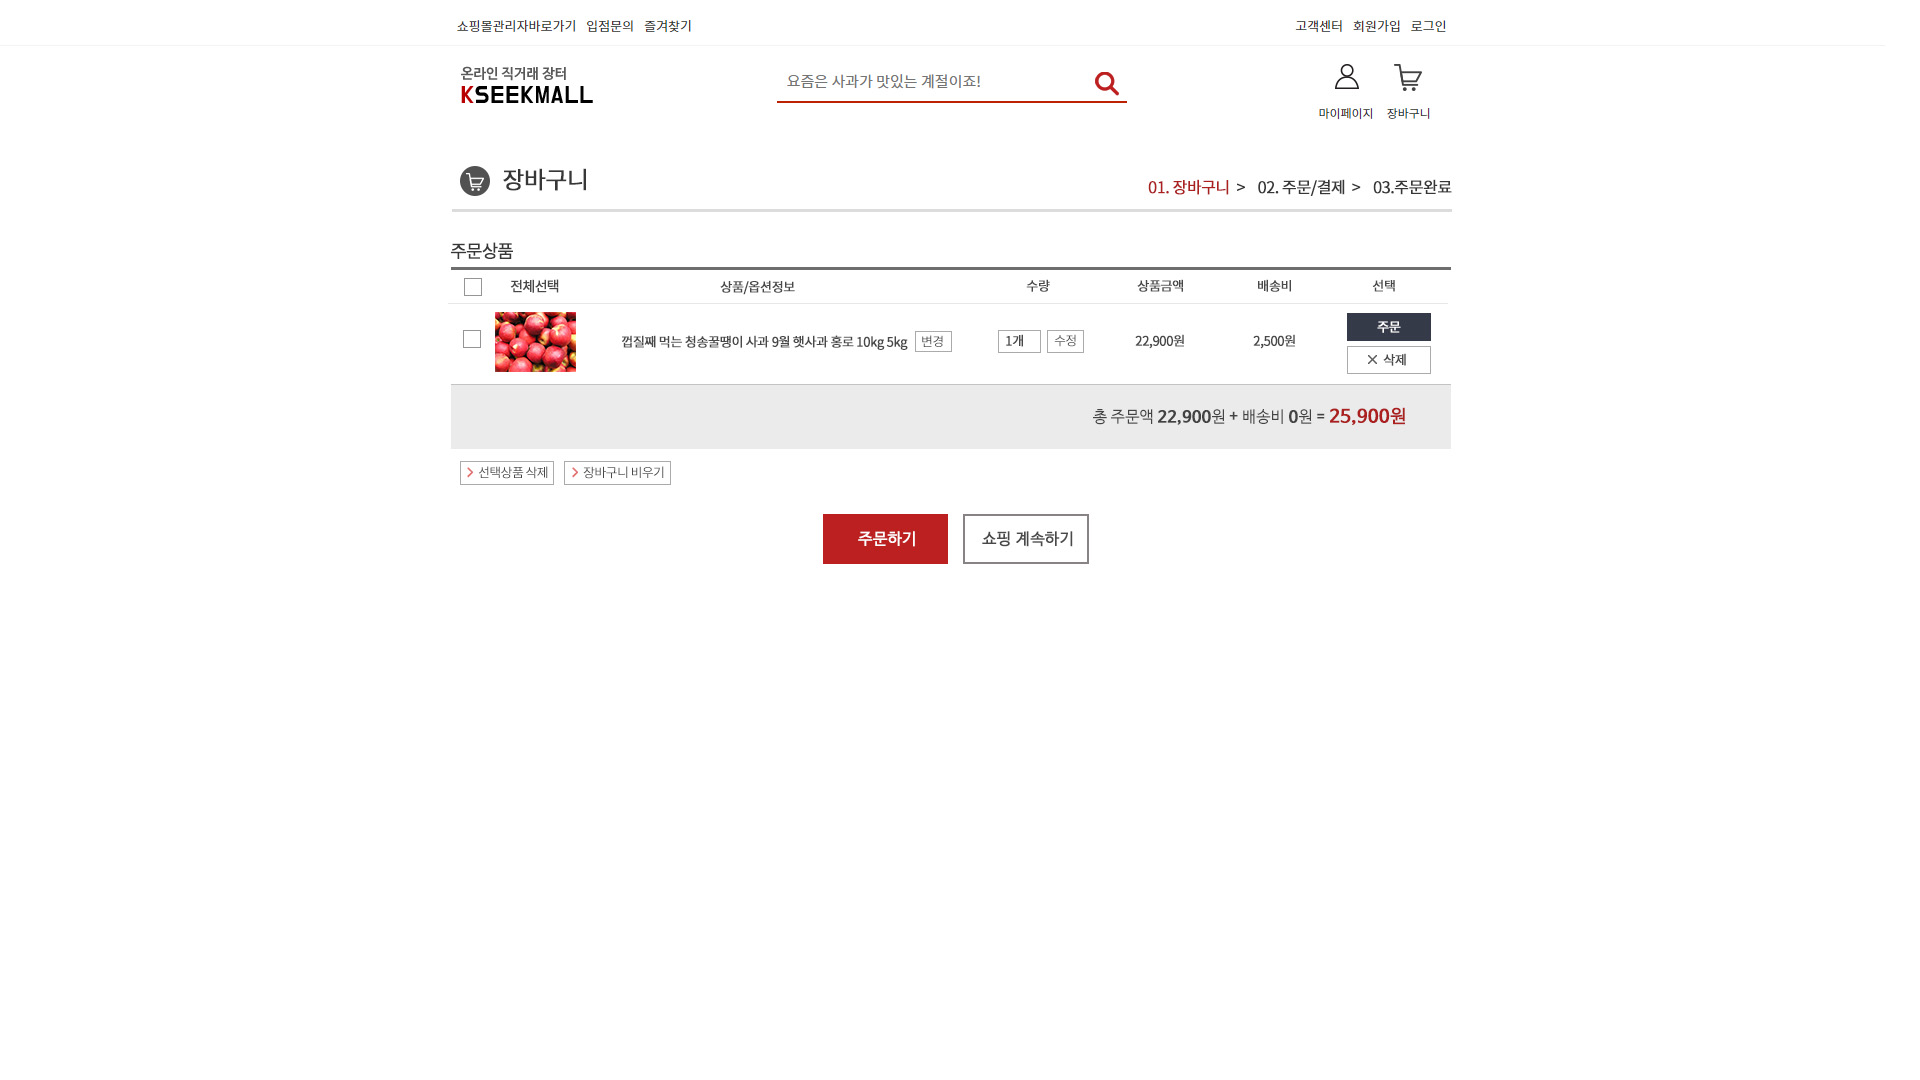 쇼핑몰관리자바로가기 입점문의 즐겨찾기
고객센터 회원가입 로그인
온라인 직거래 장터
KSEEKMALL
요즘은 사과가 맛있는 계절이죠!
마이페이지 장바구니
장바구니
01. 장바구니 > 02. 주문/결제 > 03.주문완료
주문상품
전체선택 상품/옵션정보 수량 상품금액 배송비 선택
껍질째 먹는 청송꿀땡이 사과 9월 햇사과 홍로 10kg 5kg 변경 1개 수정 22,900원 2,500원 주문
× 삭제
총 주문액 22,900원 + 배송비 0원 = 25,900원
> 선택상품 삭제 > 장바구니 비우기
주문하기 쇼핑 계속하기